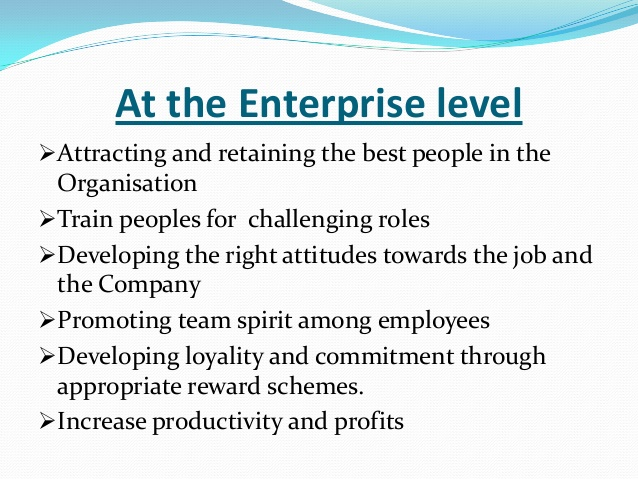 At the Enterprise level
➢Attracting and retaining the best people in the
Organisation
➢Train peoples for challenging roles
➢Developing the right attitudes towards the job and
the Company
➢Promoting team spirit among employees
➢Developing loyality and commitment through
appropriate reward schemes.
➢Increase productivity and profits